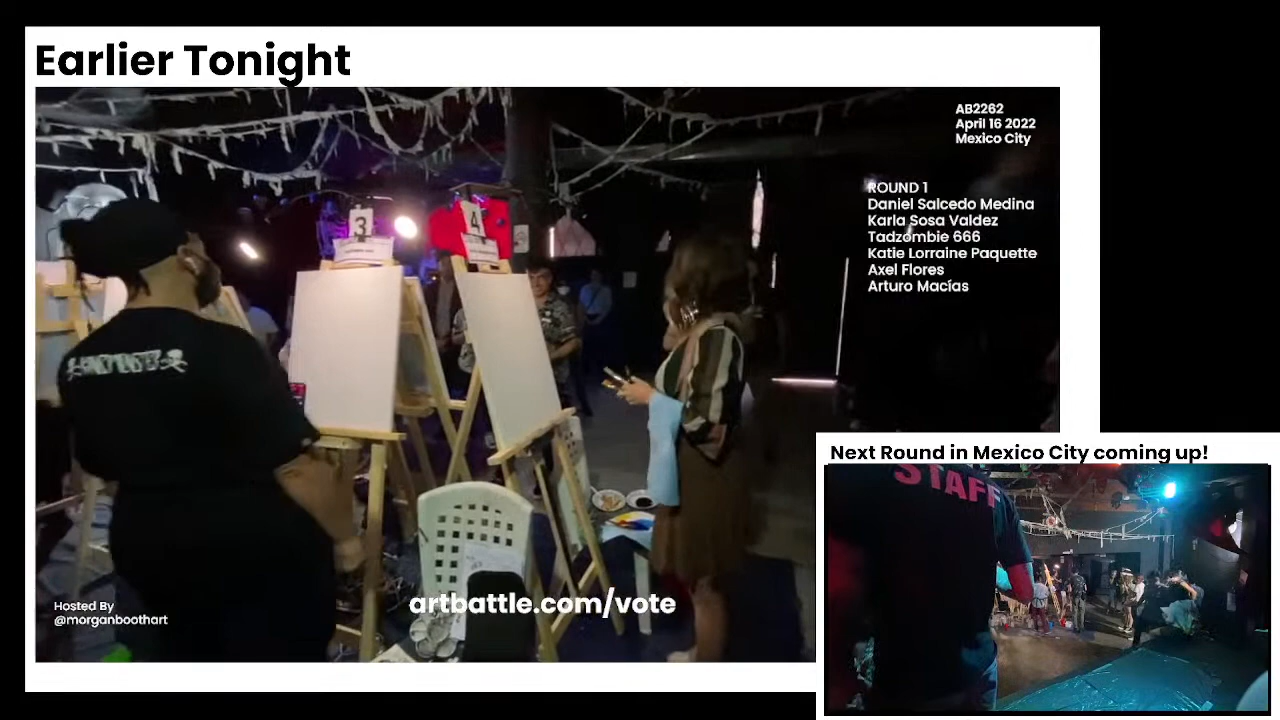 Earlier Tonight
AB2262
April 16 2022
Mexico City
ROUND 1
Daniel Salcedo Medina
Karla Sosa Valdez
Tadzombie 666
Katie Lorraine Paquette
Axel Flores
Arturo Macías
3
4
artbattle.com/vote
Hosted By
@morganboothart
Next Round in Mexico City coming up!
STAFF